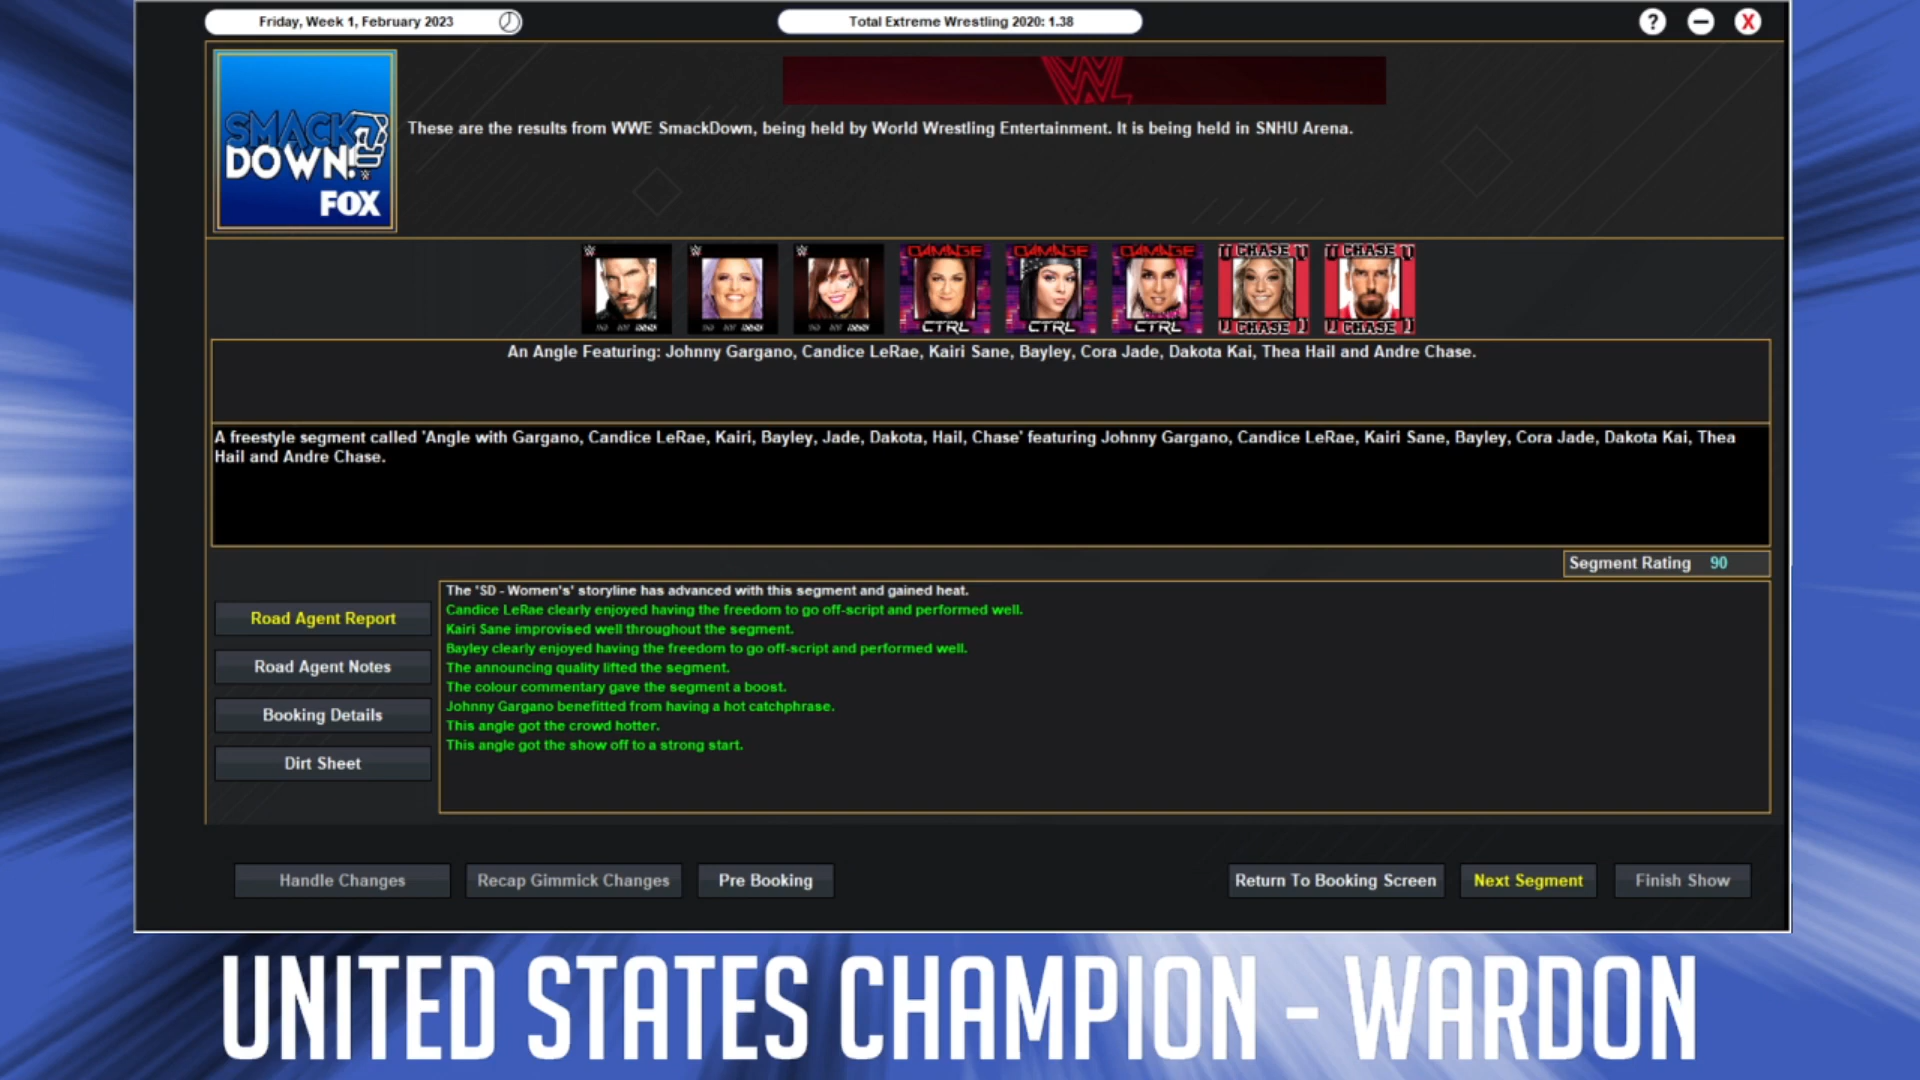 Friday, Week 1, February 2023
Total Extreme Wrestling 2020: 1.38
?
X
SMACK
DOWN!
FOX
These are the results from WWE SmackDown, being held by World Wrestling Entertainment. It is being held in SNHU Arena.
DAMAGE DAMAGE DAMAGE U CHASE U U CHASE U
CTRL CTRL CTRL U CHASE U U CHASE U
An Angle Featuring: Johnny Gargano, Candice LeRae, Kairi Sane, Bayley, Cora Jade, Dakota Kai, Thea Hail and Andre Chase.
A freestyle segment called 'Angle with Gargano, Candice LeRae, Kairi, Bayley, Jade, Dakota, Hail, Chase' featuring Johnny Gargano, Candice LeRae, Kairi Sane, Bayley, Cora Jade, Dakota Kai, Thea
Hail and Andre Chase.
Segment Rating 90
Road Agent Report
Road Agent Notes
Booking Details
Dirt Sheet
The 'SD - Women's' storyline has advanced with this segment and gained heat.
Candice LeRae clearly enjoyed having the freedom to go off-script and performed well.
Kairi Sane improvised well throughout the segment.
Bayley clearly enjoyed having the freedom to go off-script and performed well.
The announcing quality lifted the segment.
The colour commentary gave the segment a boost.
Johnny Gargano benefitted from having a hot catchphrase.
This angle got the crowd hotter.
This angle got the show off to a strong start.
Handle Changes
Recap Gimmick Changes
Pre Booking
Return To Booking Screen
Next Segment
Finish Show
UNITED STATES CHAMPION - WARDON